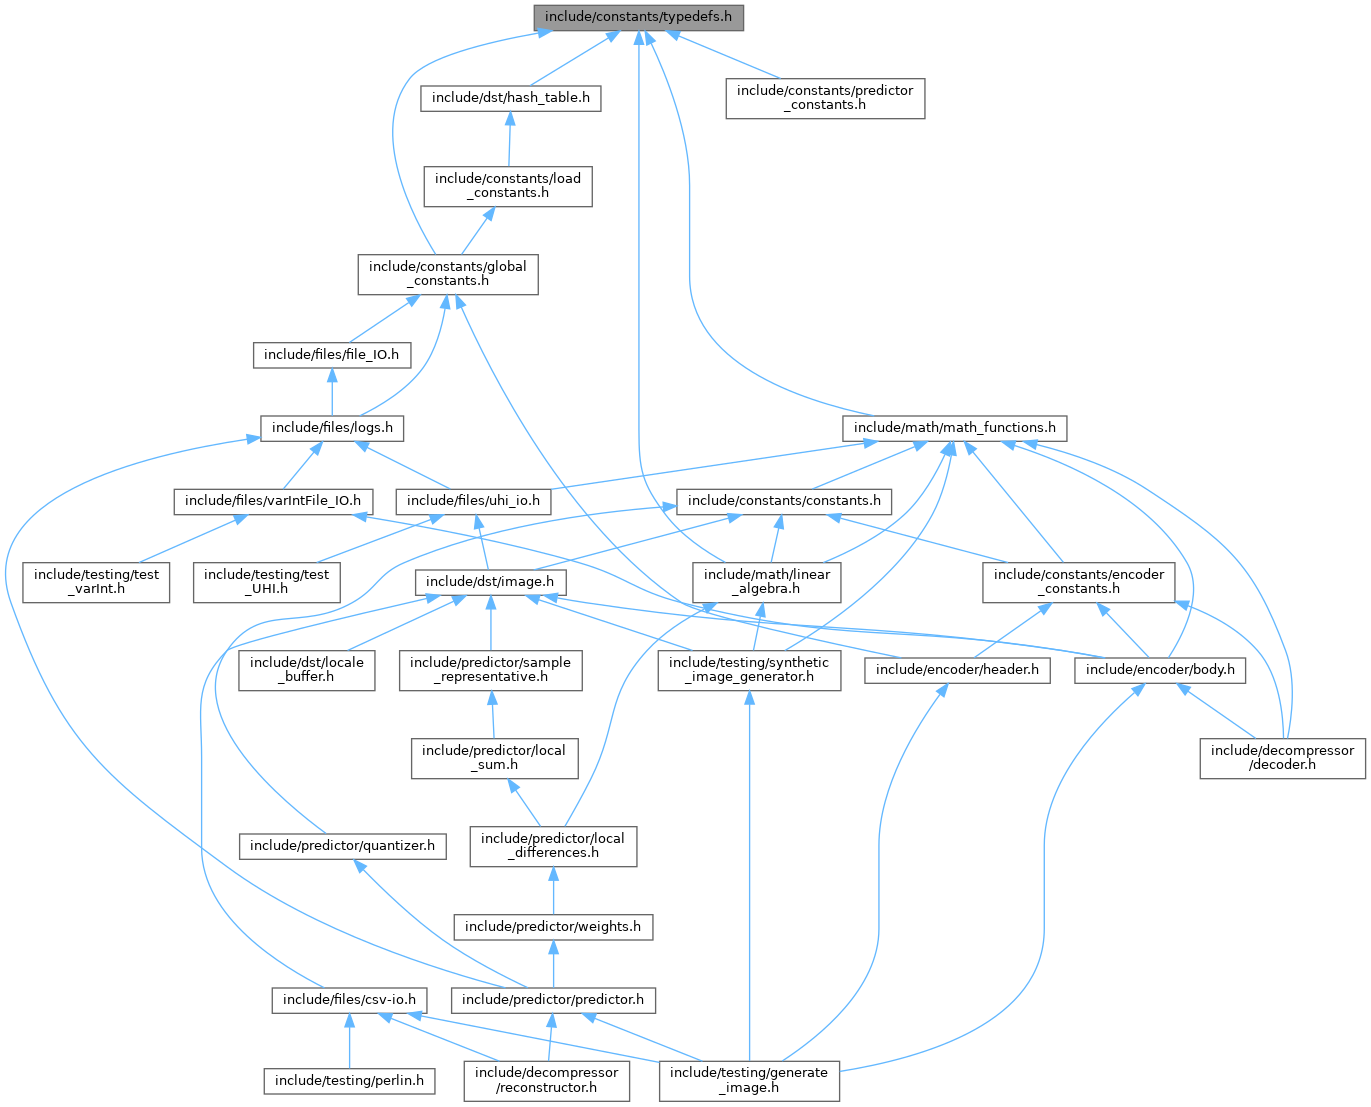 include/constants/typedefs.h
include/dst/hash_table.h
include/constants/predictor
_constants.h
include/constants/load
_constants.h
include/constants/global
_constants.h
include/files/file_IO.h
include/files/logs.h
include/math/math_functions.h
include/files/varIntFile_IO.h
include/files/uhi_io.h
include/constants/constants.h
include/testing/test
_varInt.h
include/testing/test
_UHI.h
include/dst/image.h
include/math/linear
_algebra.h
include/constants/encoder
_constants.h
include/dst/locale
_buffer.h
include/predictor/sample
_representative.h
include/testing/synthetic
_image_generator.h
include/encoder/header.h
include/encoder/body.h
include/predictor/local
_sum.h
include/decompressor
/decoder.h
include/predictor/quantizer.h
include/predictor/local
_differences.h
include/predictor/weights.h
include/files/csv-io.h
include/predictor/predictor.h
include/testing/perlin.h
include/decompressor
/reconstructor.h
include/testing/generate
_image.h